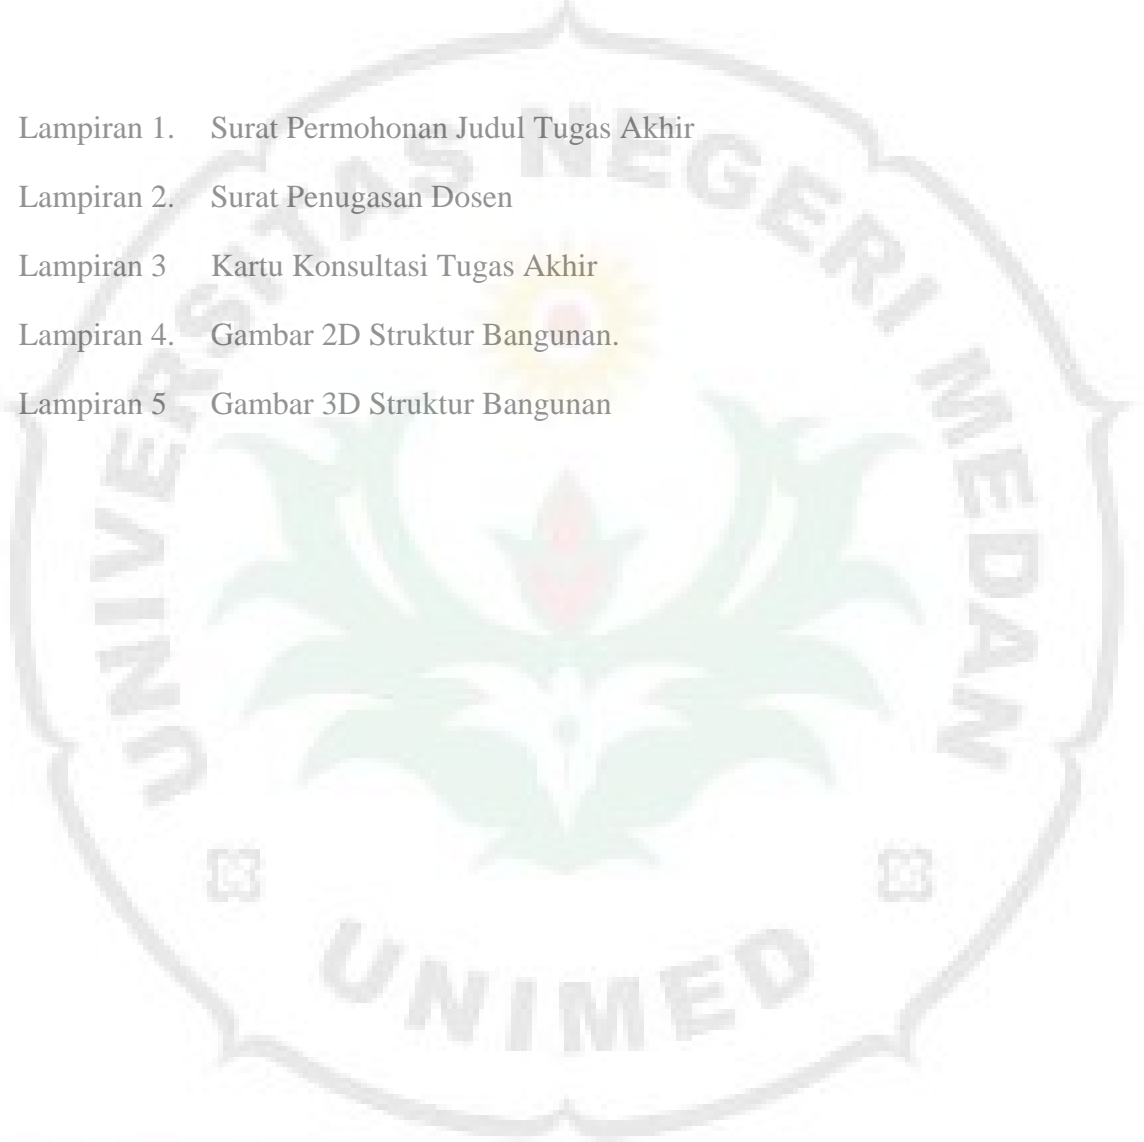 Lampiran 1. Surat Permohonan Judul Tugas Akhir
Lampiran 2. Surat Penugasan Dosen
Lampiran 3 Kartu Konsultasi Tugas Akhir
Lampiran 4. Gambar 2D Struktur Bangunan.
Lampiran 5 Gambar 3D Struktur Bangunan
UNIVERSITAS NEGERI MEDAN
UNIMED